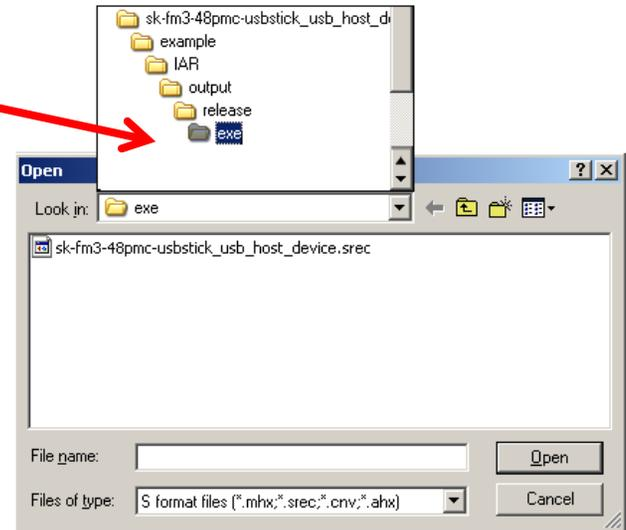 sk-fm3-48pmc-usbstick_usb_host_d
example
IAR
output
release
exe
Open
Look in: exe
sk-fm3-48pmc-usbstick_usb_host_device.srec
File name:
Open
Files of type: S format files (*.mhx;*.srec;*.cnv;*.ahx)
Cancel